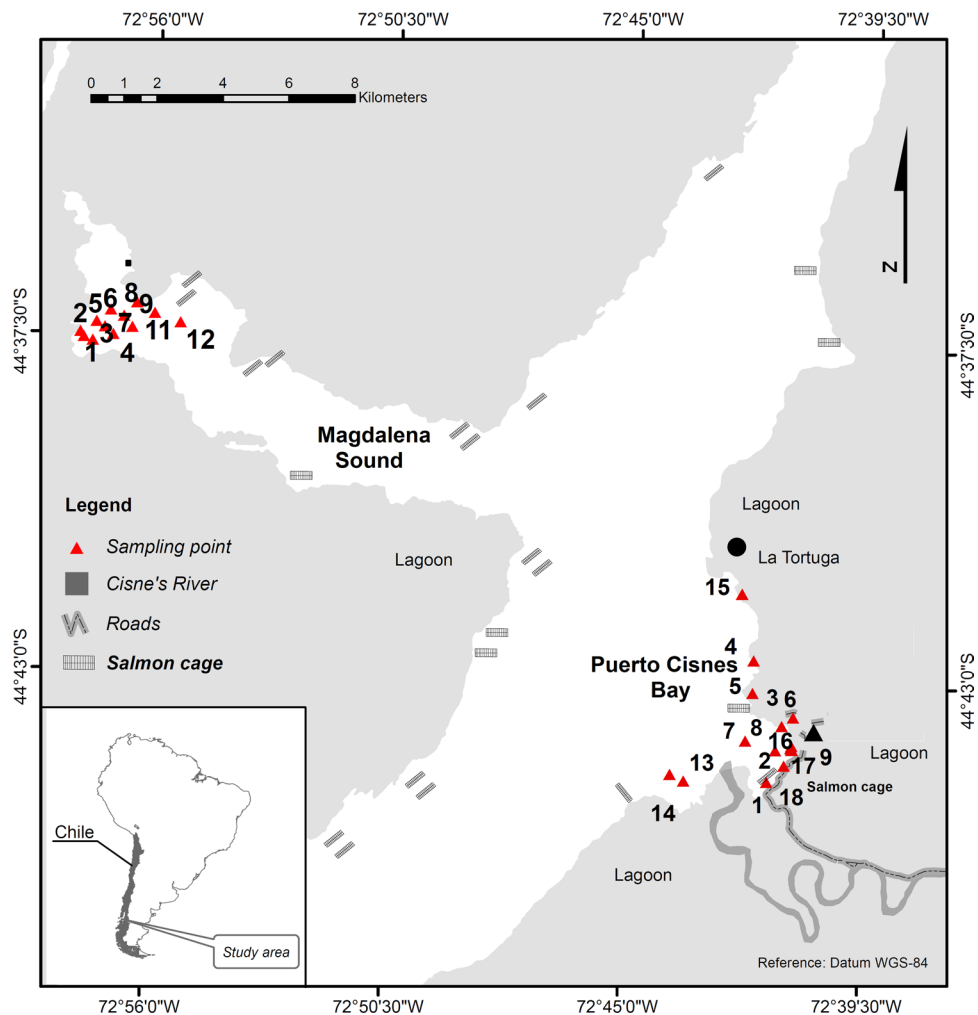 72°56'0"W 72°50'30"W 72°45'0"W 72°39'30"W
0 1 2 4 6 8
Kilometers
N
44°37'30"S
44°37'30"S
2 5 6 8 9
1 3 4 7 11 12
Magdalena
Sound
Legend
Sampling point
Cisne's River
Roads
Salmon cage
Lagoon
Lagoon
La Tortuga
15
44°43'0"S
44°43'0"S
4
Puerto Cisnes
Bay
5 3 6
7 8 16
2 17 9
Lagoon
13
14
1 18
Salmon cage
Lagoon
Chile
Study area
Reference: Datum WGS-84
72°56'0"W 72°50'30"W 72°45'0"W 72°39'30"W